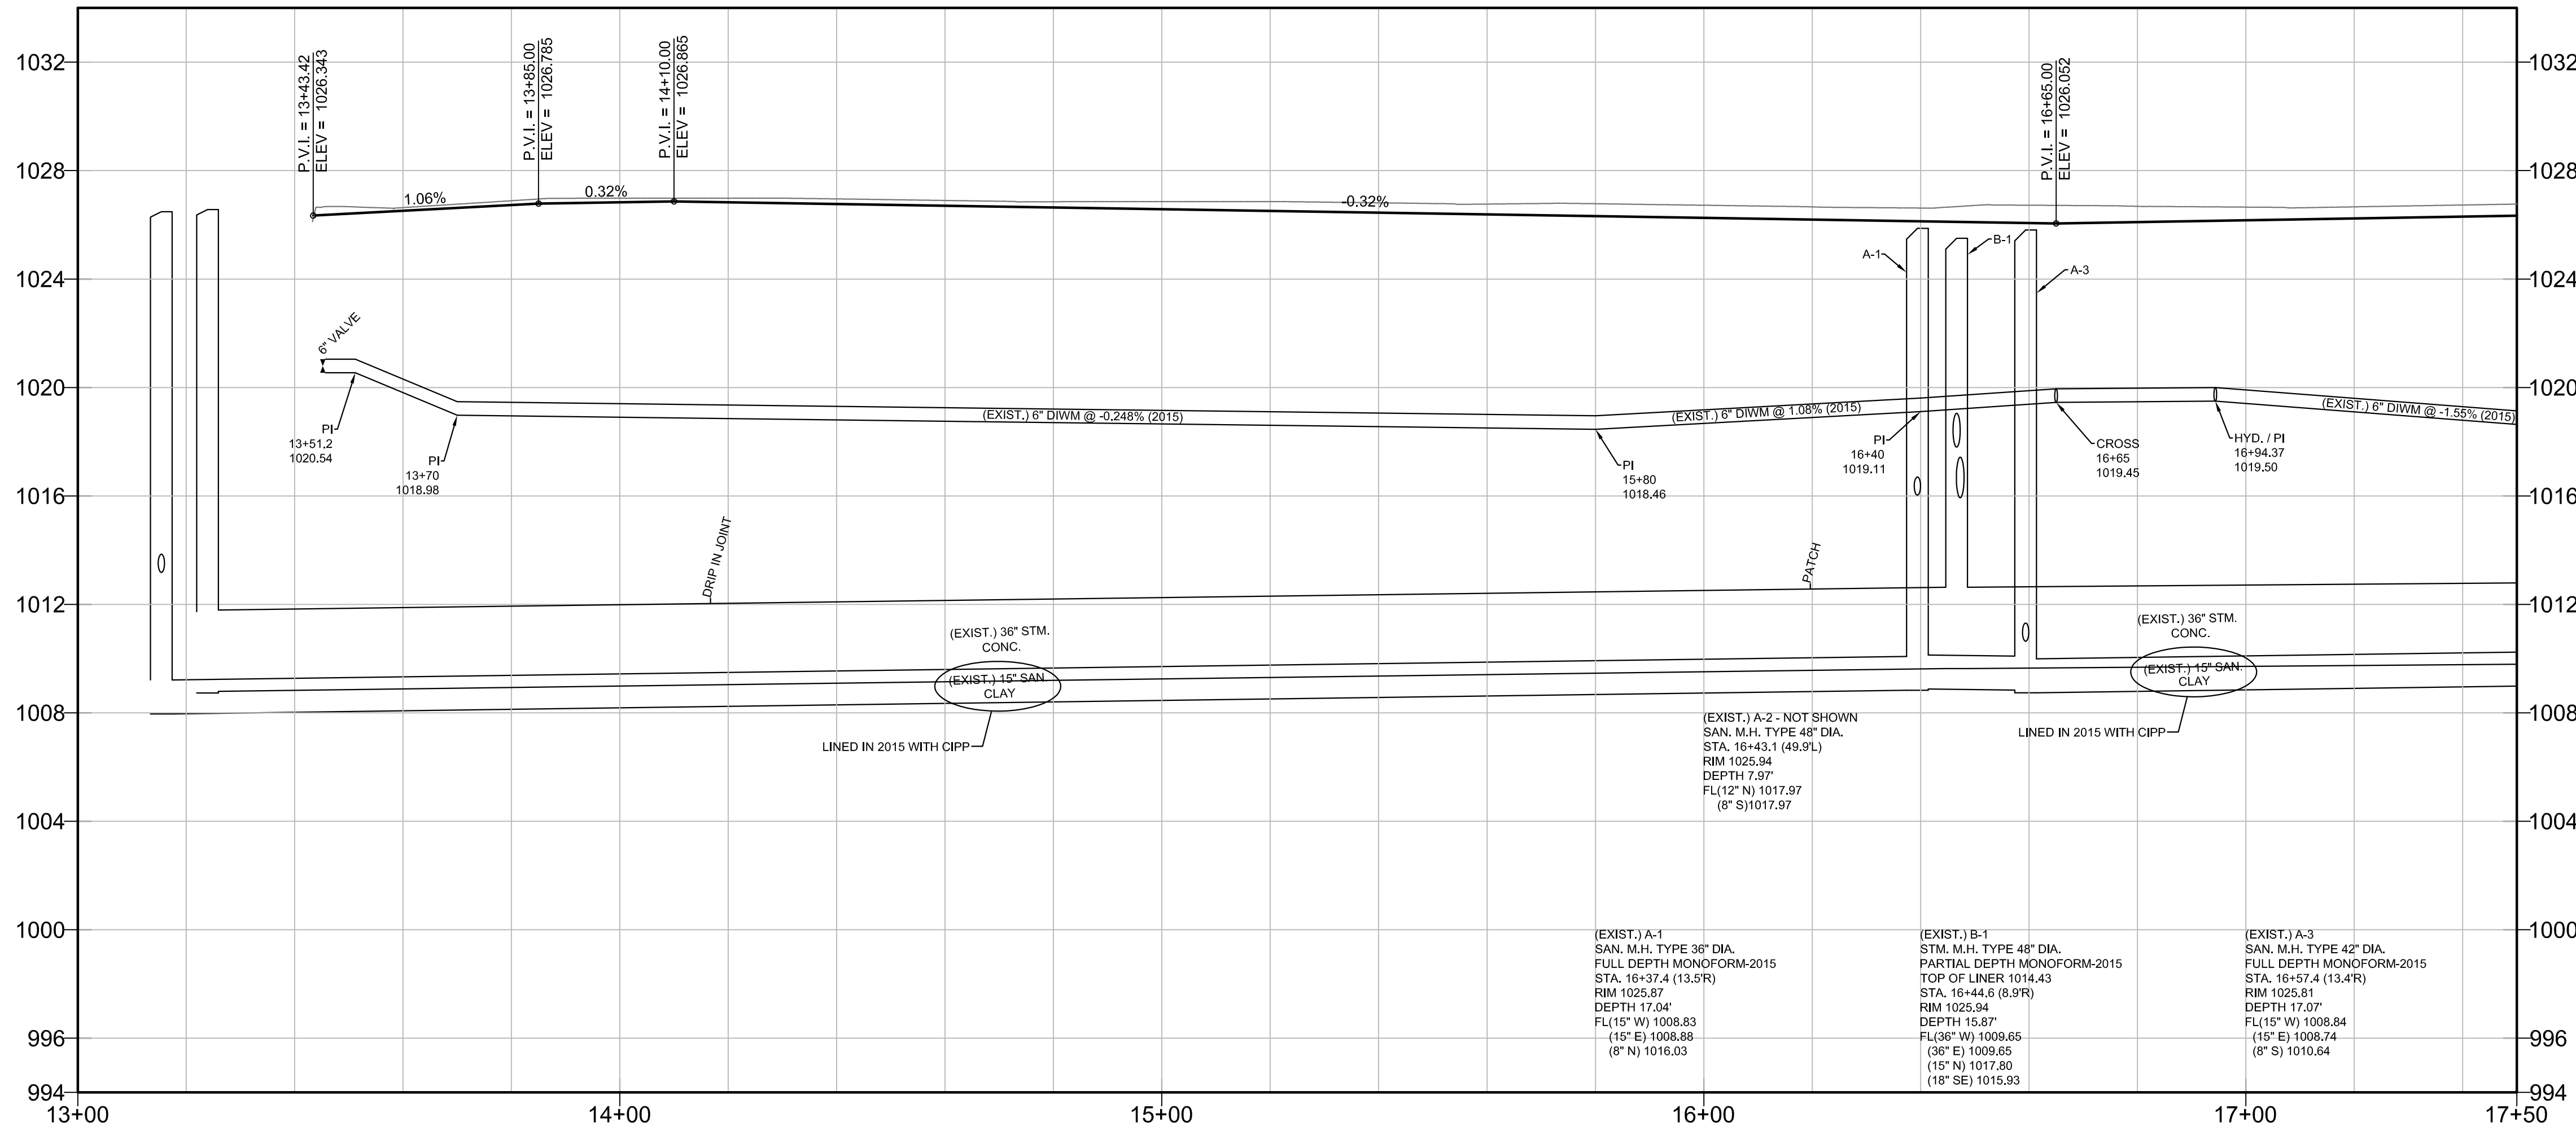 1032
1028
1024
1020
1016
1012
1008
1004
1000
996
994
P.V.I. = 13+43.42
ELEV = 1026.343
P.V.I. = 13+85.00
ELEV = 1026.785
P.V.I. = 14+10.00
ELEV = 1026.865
P.V.I. = 16+65.00
ELEV = 1026.052
1032
1028
1024
1020
1016
1012
1008
1004
1000
996
994
1.06%
0.32%
-0.32%
A-1
B-1
A-3
6" VALVE
PI
13+51.2
1020.54
PI
13+70
1018.98
(EXIST.) 6" DIWM @ -0.248% (2015)
PI
15+80
1018.46
(EXIST.) 6" DIWM @ 1.08% (2015)
PI
16+40
1019.11
CROSS
16+65
1019.45
HYD. / PI
16+94.37
1019.50
(EXIST.) 6" DIWM @ -1.55% (2015)
DRIP IN JOINT
PATCH
(EXIST.) 36" STM.
CONC.
(EXIST.) 15" SAN.
CLAY
LINED IN 2015 WITH CIPP
(EXIST.) 36" STM.
CONC.
(EXIST.) 15" SAN.
CLAY
LINED IN 2015 WITH CIPP
(EXIST.) A-2 - NOT SHOWN
SAN. M.H. TYPE 48" DIA.
STA. 16+43.1 (49.9'L)
RIM 1025.94
DEPTH 7.97'
FL(12" N) 1017.97
(8" S)1017.97
(EXIST.) A-1
SAN. M.H. TYPE 36" DIA.
FULL DEPTH MONOFORM-2015
STA. 16+37.4 (13.5'R)
RIM 1025.87
DEPTH 17.04'
FL(15" W) 1008.83
(15" E) 1008.88
(8" N) 1016.03
(EXIST.) B-1
STM. M.H. TYPE 48" DIA.
PARTIAL DEPTH MONOFORM-2015
TOP OF LINER 1014.43
STA. 16+44.6 (8.9'R)
RIM 1025.94
DEPTH 15.87'
FL(36" W) 1009.65
(36" E) 1009.65
(15" N) 1017.80
(18" SE) 1015.93
(EXIST.) A-3
SAN. M.H. TYPE 42" DIA.
FULL DEPTH MONOFORM-2015
STA. 16+57.4 (13.4'R)
RIM 1025.81
DEPTH 17.07'
FL(15" W) 1008.84
(15" E) 1008.74
(8" S) 1010.64
13+00
14+00
15+00
16+00
17+00
17+50